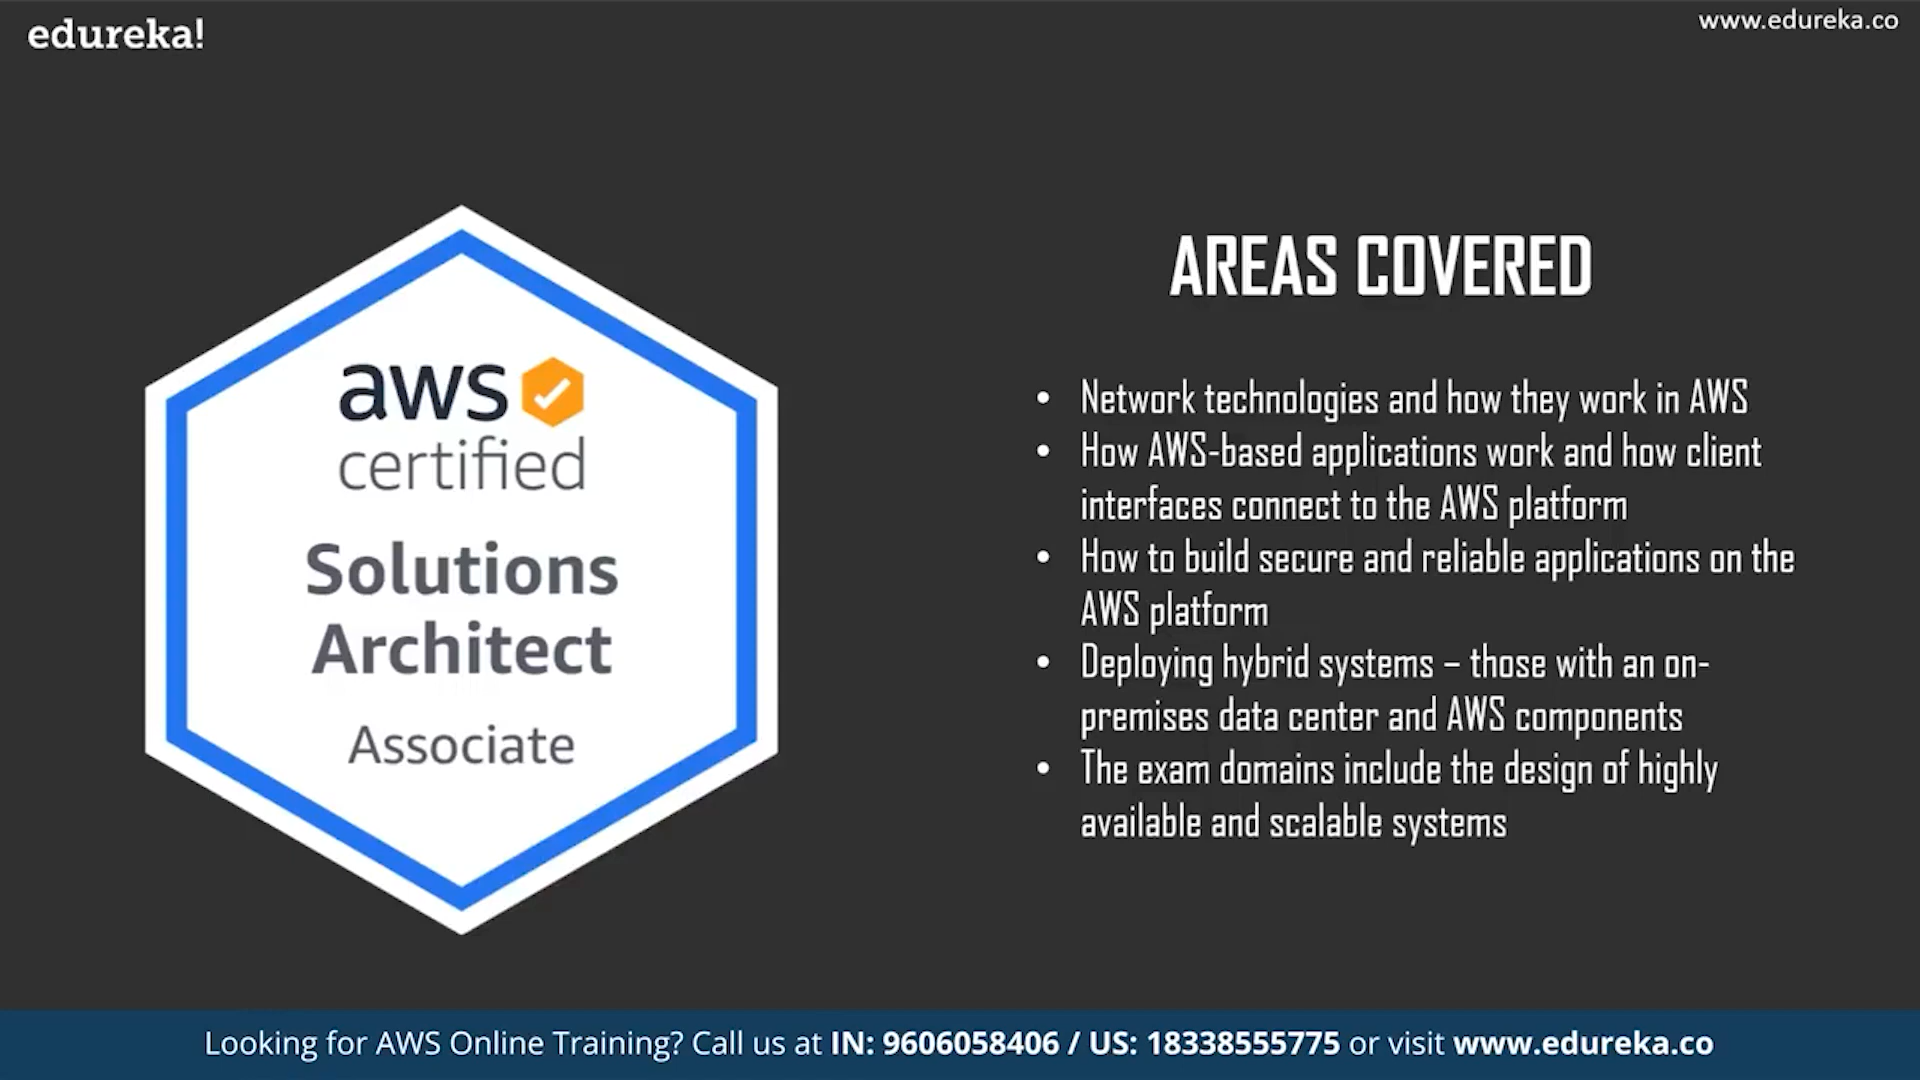 edureka!
www.edureka.co
aws
certified
Solutions
Architect
Associate
AREAS COVERED
• Network technologies and how they work in AWS
• How AWS-based applications work and how client
interfaces connect to the AWS platform
• How to build secure and reliable applications on the
AWS platform
• Deploying hybrid systems – those with an on-
premises data center and AWS components
• The exam domains include the design of highly
available and scalable systems
Looking for AWS Online Training? Call us at IN: 9606058406 / US: 18338555775 or visit www.edureka.co